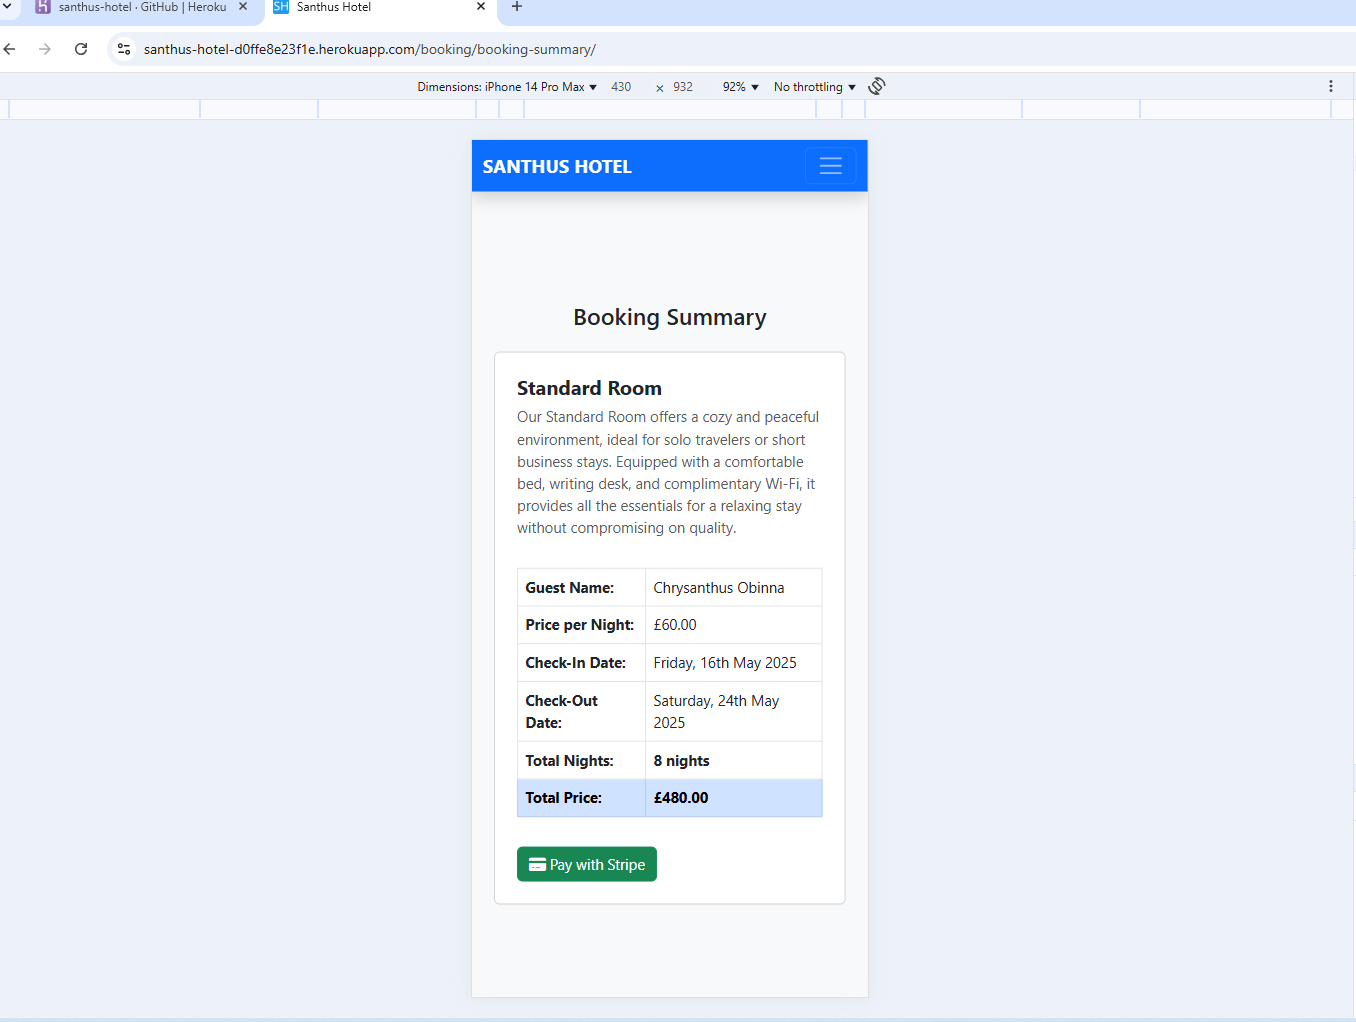 santhus-hotel · GitHub | Heroku
SH Santhus Hotel
santhus-hotel-d0ffe8e23f1e.herokuapp.com/booking/booking-summary/
Dimensions: iPhone 14 Pro Max 430 × 932 92% No throttling
SANTHUS HOTEL
Booking Summary
Standard Room
Our Standard Room offers a cozy and peaceful
environment, ideal for solo travelers or short
business stays. Equipped with a comfortable
bed, writing desk, and complimentary Wi-Fi, it
provides all the essentials for a relaxing stay
without compromising on quality.
Guest Name: Chrysanthus Obinna
Price per Night: £60.00
Check-In Date: Friday, 16th May 2025
Check-Out Date: Saturday, 24th May 2025
Total Nights: 8 nights
Total Price: £480.00
Pay with Stripe